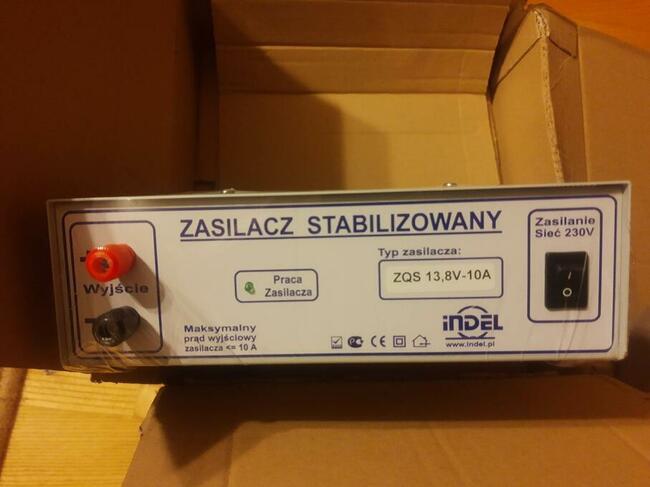 ZASILACZ STABILIZOWANY
+
Wyjście
-
Maksymalny
prąd wyjściowy
zasilacza <= 10 A
Praca
Zasilacza
Typ zasilacza:
ZQS 13,8V-10A
CE
iNDEL
www.indel.pl
Zasilanie
Sieć 230V
I
O